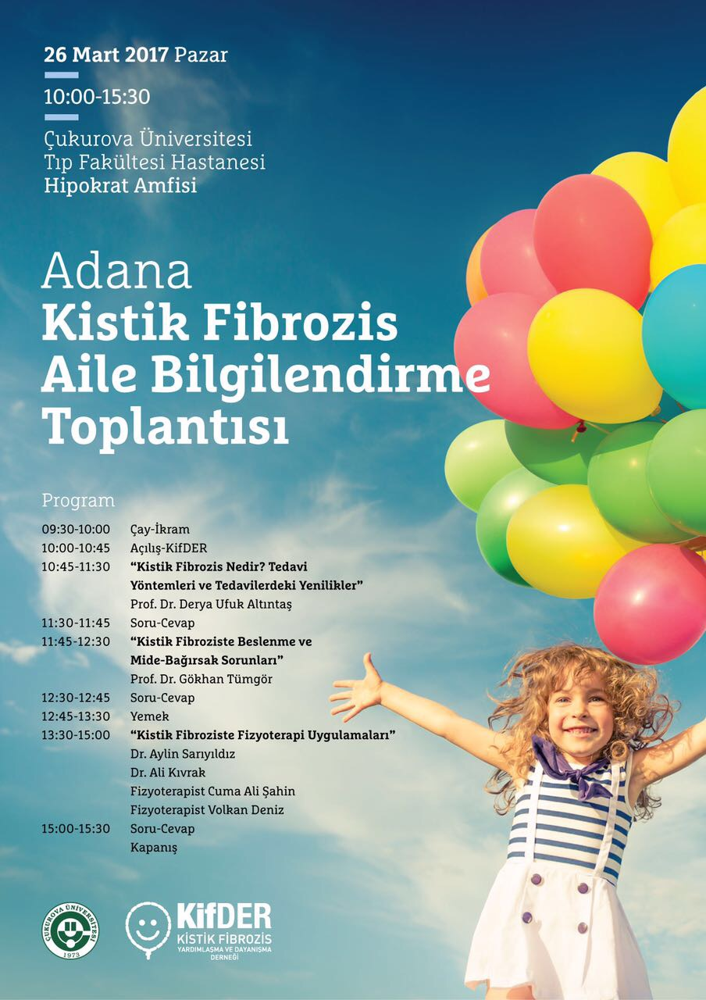 26 Mart 2017 Pazar
10:00-15:30
Çukurova Üniversitesi
Tıp Fakültesi Hastanesi
Hipokrat Amfisi
Adana
Kistik Fibrozis
Aile Bilgilendirme
Toplantısı
Program
09:30-10:00 Çay-İkram
10:00-10:45 Açılış-KifDER
10:45-11:30 “Kistik Fibrozis Nedir? Tedavi
Yöntemleri ve Tedavilerdeki Yenilikler”
Prof. Dr. Derya Ufuk Altıntaş
11:30-11:45 Soru-Cevap
11:45-12:30 “Kistik Fibroziste Beslenme ve
Mide-Bağırsak Sorunları”
Prof. Dr. Gökhan Tümgör
12:30-12:45 Soru-Cevap
12:45-13:30 Yemek
13:30-15:00 “Kistik Fibroziste Fizyoterapi Uygulamaları”
Dr. Aylin Sarıyıldız
Dr. Ali Kıvrak
Fizyoterapist Cuma Ali Şahin
Fizyoterapist Volkan Deniz
15:00-15:30 Soru-Cevap
Kapanış
ÇUKUROVA ÜNİVERSİTESİ
1973
KifDER
KİSTİK FİBROZİS
YARDIMLAŞMA VE DAYANIŞMA
DERNEĞİ